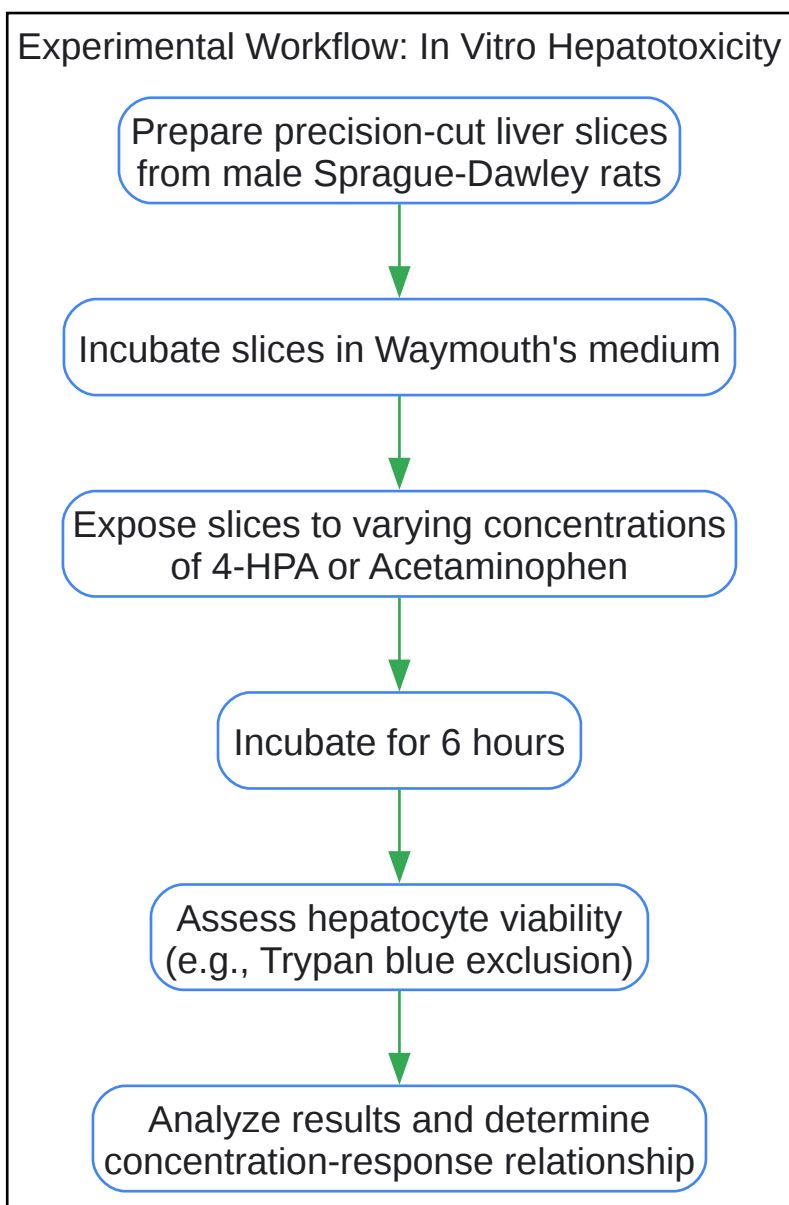 Experimental Workflow: In Vitro Hepatotoxicity
Prepare precision-cut liver slices
from male Sprague-Dawley rats
Incubate slices in Waymouth's medium
Expose slices to varying concentrations
of 4-HPA or Acetaminophen
Incubate for 6 hours
Assess hepatocyte viability
(e.g., Trypan blue exclusion)
Analyze results and determine
concentration-response relationship